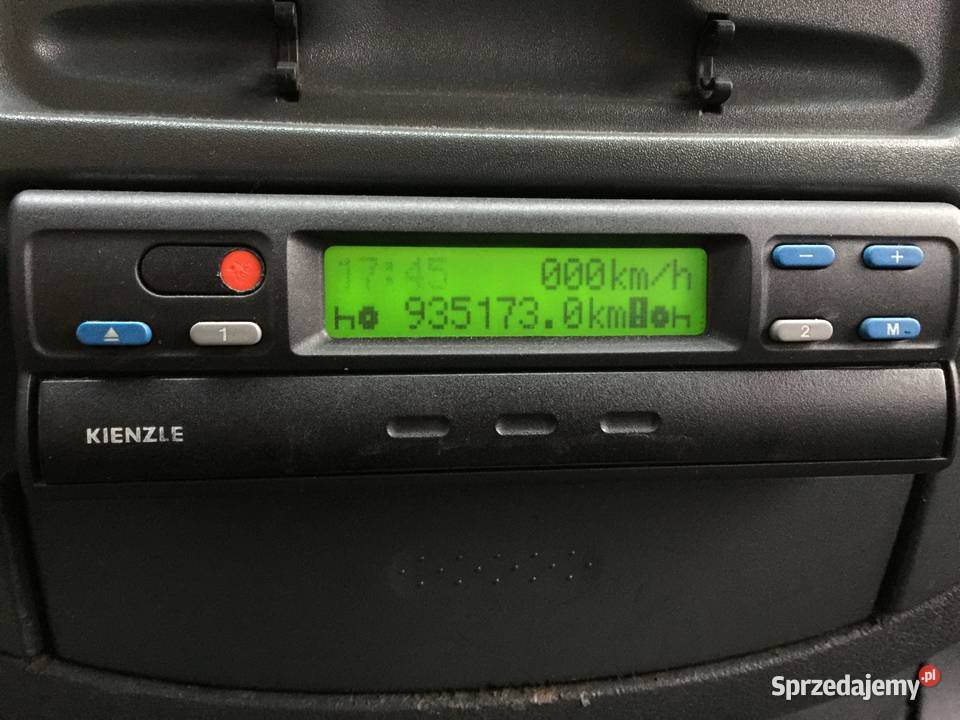 17:45 000km/h
935173.0km
1
2
M
KIENZLE
Sprzedajemy.pl